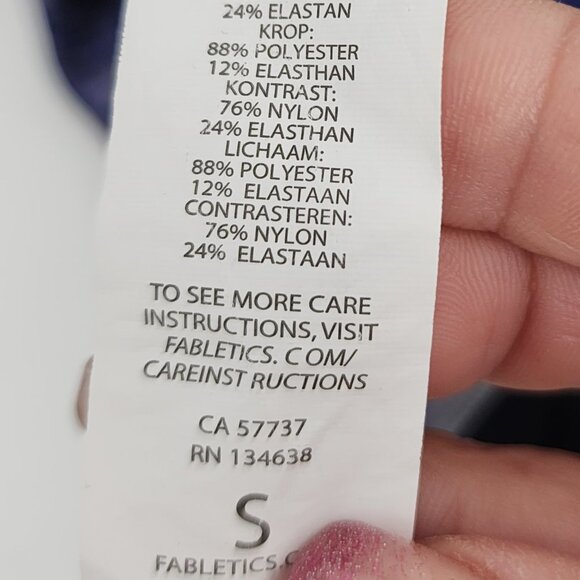 24% ELASTAN
KROP:
88% POLYESTER
12% ELASTHAN
KONTRAST:
76% NYLON
24% ELASTHAN
LICHAAM:
88% POLYESTER
12% ELASTAAN
CONTRASTEREN:
76% NYLON
24% ELASTAAN
TO SEE MORE CARE
INSTRUCTIONS, VISIT
FABLETICS. C OM/
CAREINST RUCTIONS
CA 57737
RN 134638
S
FABLETICS.